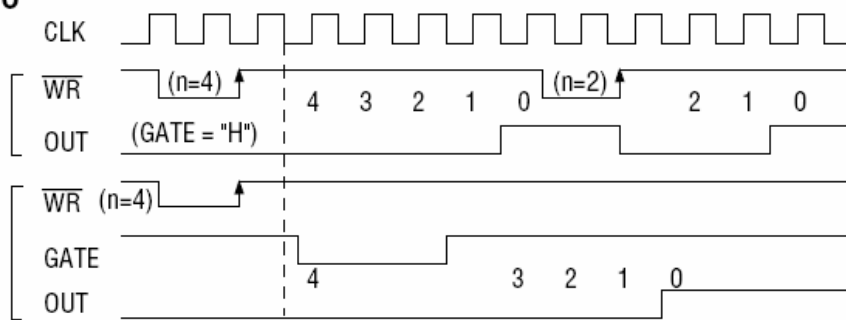 0
CLK
WR (n=4) (n=2)
4 3 2 1 0 2 1 0
OUT (GATE = "H")
WR (n=4)
GATE
4 3 2 1 0
OUT